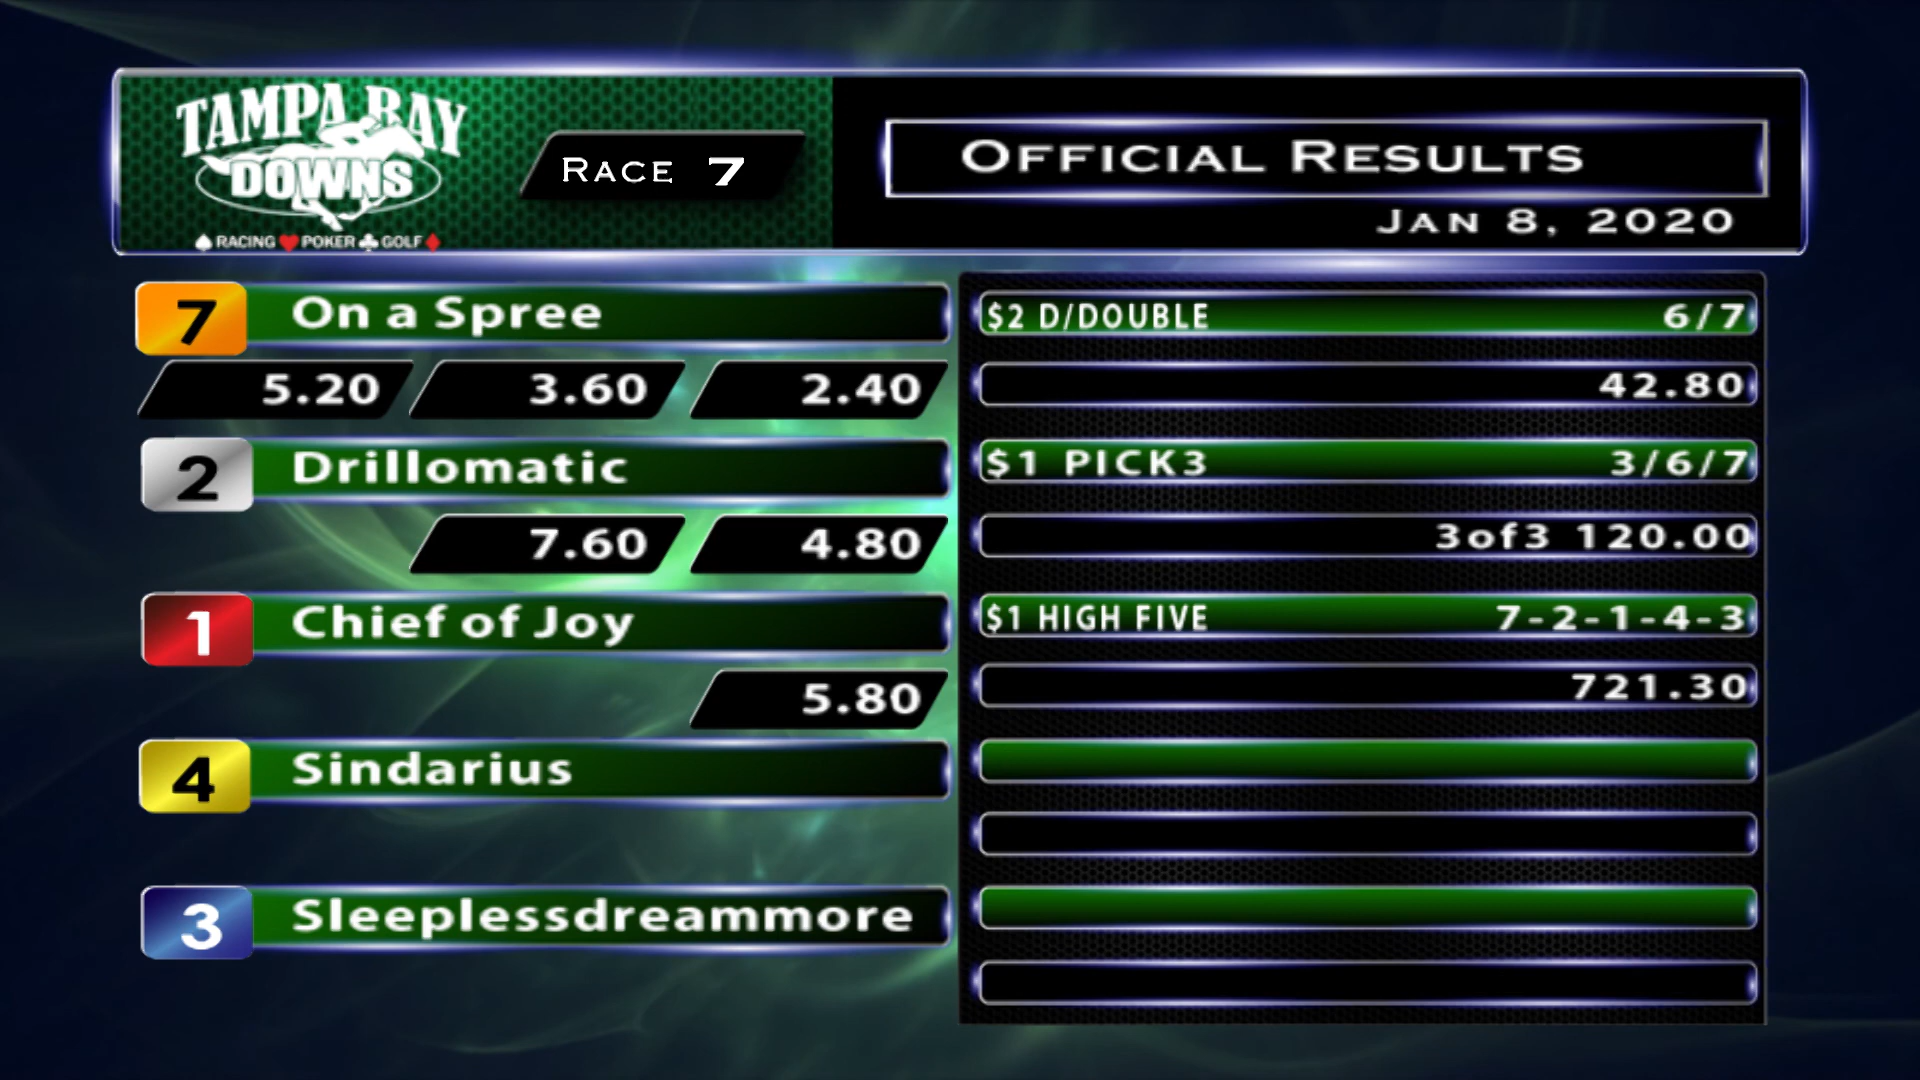 TAMPA BAY
DOWNS
RACING POKER GOLF
RACE 7
OFFICIAL RESULTS
JAN 8, 2020
7 On a Spree
5.20 3.60 2.40
2 Drillomatic
7.60 4.80
1 Chief of Joy
5.80
4 Sindarius
3 Sleeplessdreammore
$2 D/DOUBLE 6/7
42.80
$1 PICK3 3/6/7
3of3 120.00
$1 HIGH FIVE 7-2-1-4-3
721.30